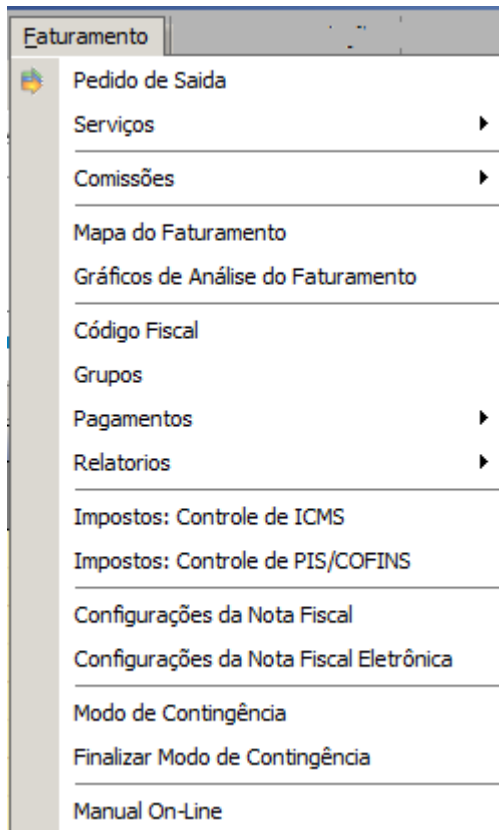 Faturamento
Pedido de Saida
Serviços
Comissões
Mapa do Faturamento
Gráficos de Análise do Faturamento
Código Fiscal
Grupos
Pagamentos
Relatorios
Impostos: Controle de ICMS
Impostos: Controle de PIS/COFINS
Configurações da Nota Fiscal
Configurações da Nota Fiscal Eletrônica
Modo de Contingência
Finalizar Modo de Contingência
Manual On-Line